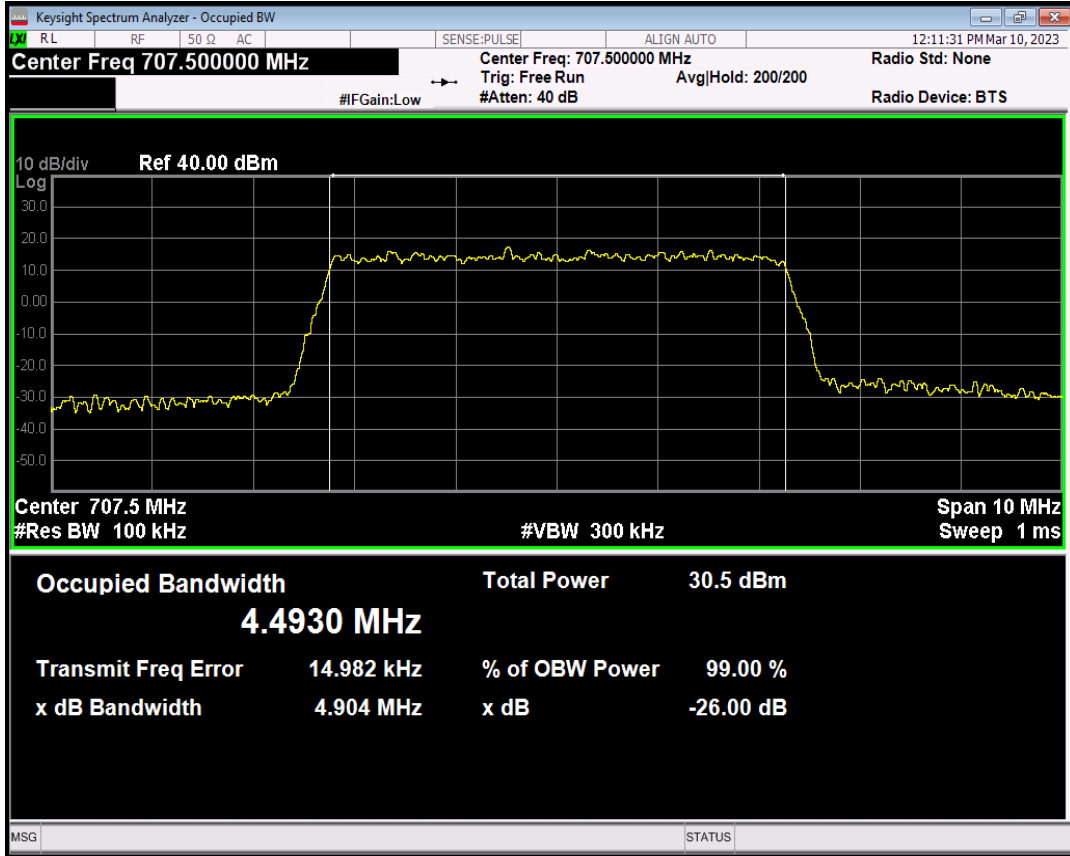 Keysight Spectrum Analyzer - Occupied BW
LXI RL RF 50 Ω AC SENSE:PULSE ALIGN AUTO 12:11:31 PM Mar 10, 2023
Center Freq 707.500000 MHz Center Freq: 707.500000 MHz Radio Std: None
Trig: Free Run Avg|Hold: 200/200
#IFGain:Low #Atten: 40 dB Radio Device: BTS
10 dB/div Ref 40.00 dBm
Log
30.0
20.0
10.0
0.00
-10.0
-20.0
-30.0
-40.0
-50.0
Center 707.5 MHz Span 10 MHz
#Res BW 100 kHz #VBW 300 kHz Sweep 1 ms
Occupied Bandwidth Total Power 30.5 dBm
4.4930 MHz
Transmit Freq Error 14.982 kHz % of OBW Power 99.00 %
x dB Bandwidth 4.904 MHz x dB -26.00 dB
MSG STATUS